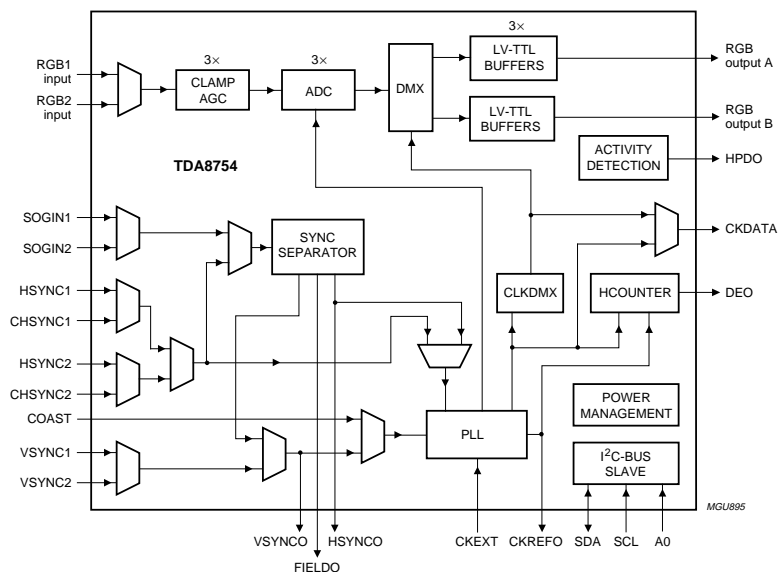 3×
RGB1
input
RGB2
input
3×
CLAMP
AGC
3×
ADC
DMX
LV-TTL
BUFFERS
LV-TTL
BUFFERS
RGB
output A
RGB
output B
ACTIVITY
DETECTION
HPDO
TDA8754
SOGIN1
SOGIN2
SYNC
SEPARATOR
CKDATA
HSYNC1
CHSYNC1
CLKDMX
HCOUNTER
DEO
HSYNC2
CHSYNC2
COAST
POWER
MANAGEMENT
PLL
VSYNC1
VSYNC2
I2C-BUS
SLAVE
MGU895
VSYNCO
FIELDO
HSYNCO
CKEXT
CKREFO
SDA
SCL
A0